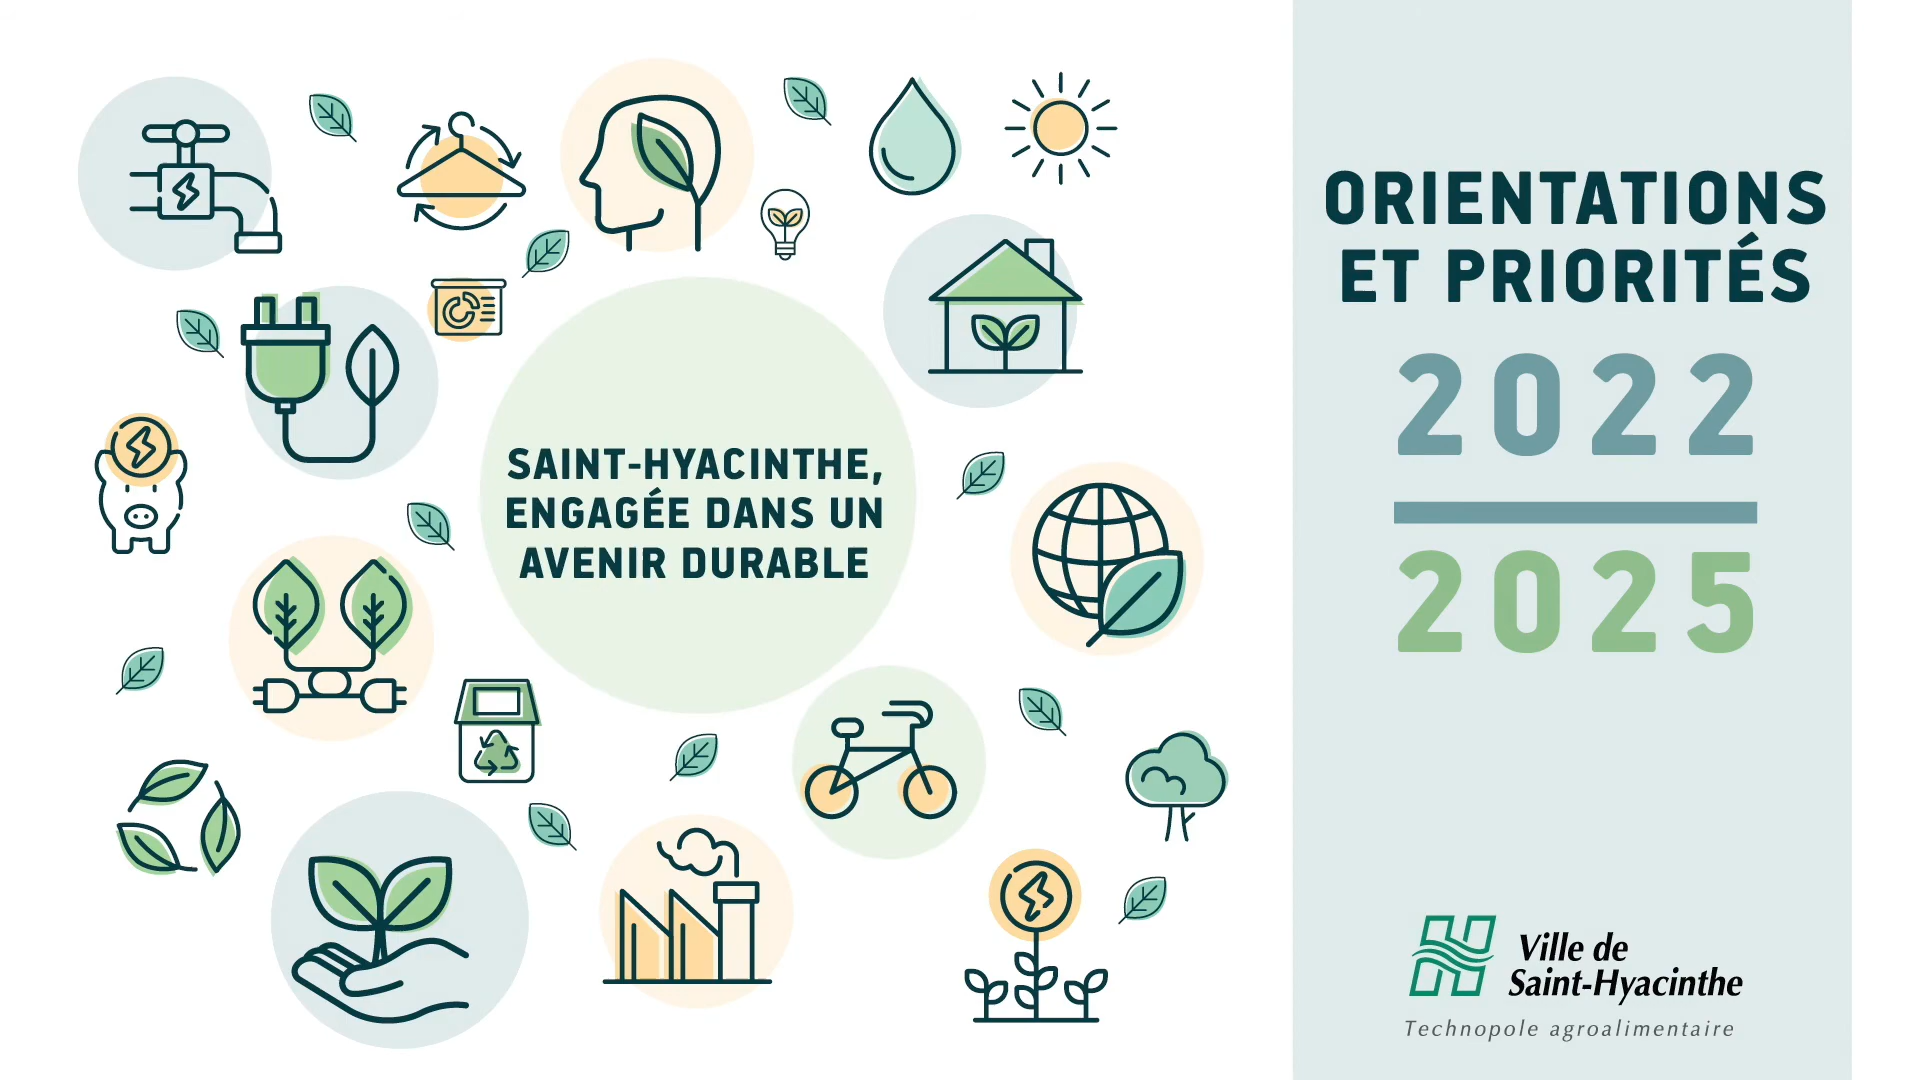 SAINT-HYACINTHE,
ENGAGÉE DANS UN
AVENIR DURABLE
ORIENTATIONS
ET PRIORITÉS
2022
2025
Ville de
Saint-Hyacinthe
Technopole agroalimentaire